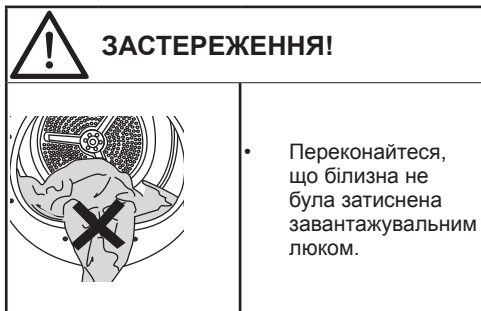 ЗАСТЕРЕЖЕННЯ!
• Переконайтеся,
що білизна не
була затиснена
завантажувальним
люком.